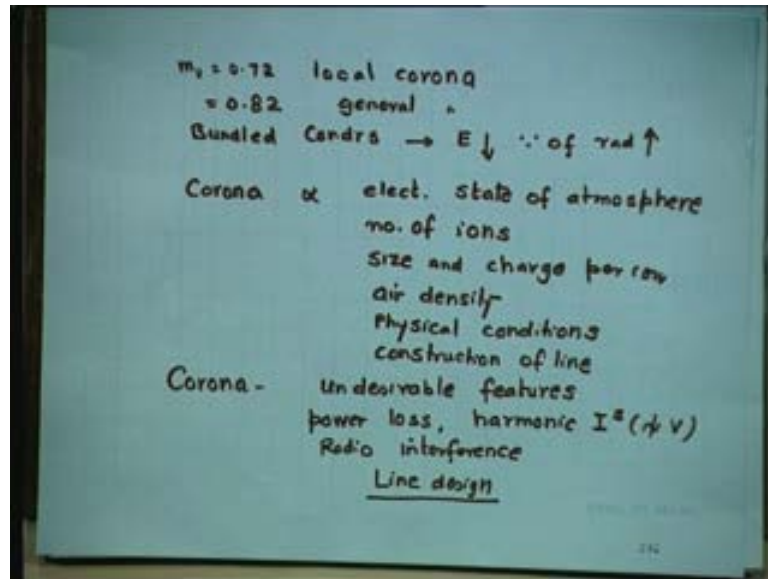 m₀ = 0.72 local corona
= 0.82 general "
Bundled Condrs → E ↓ ∵ of rad ↑
Corona ∝ elect. state of atmosphere
no. of ions
size and charge per ion
air density
Physical conditions
construction of line
Corona - undesirable features
power loss, harmonic Iˢ ( V)
Radio interference
Line design